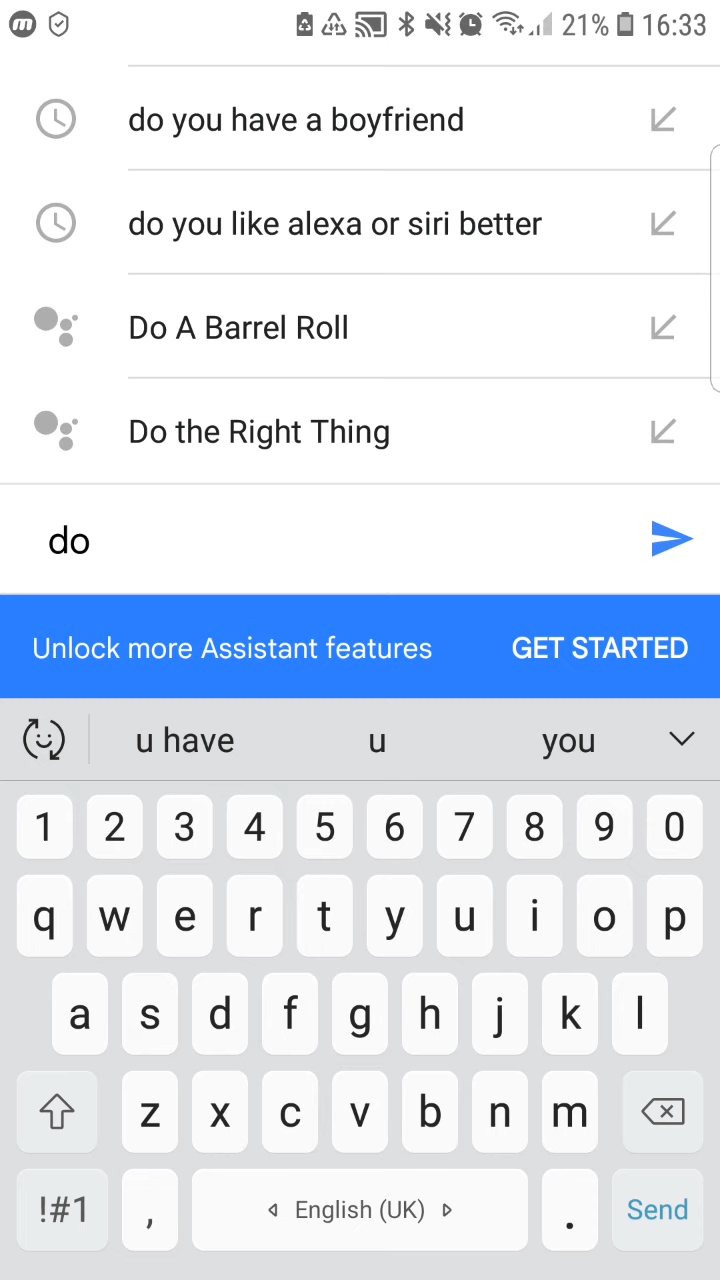 m 21% 16:33
do you have a boyfriend
do you like alexa or siri better
Do A Barrel Roll
Do the Right Thing
do
Unlock more Assistant features GET STARTED
u have u you
1 2 3 4 5 6 7 8 9 0
q w e r t y u i o p
a s d f g h j k l
z x c v b n m
!#1 , English (UK) . Send